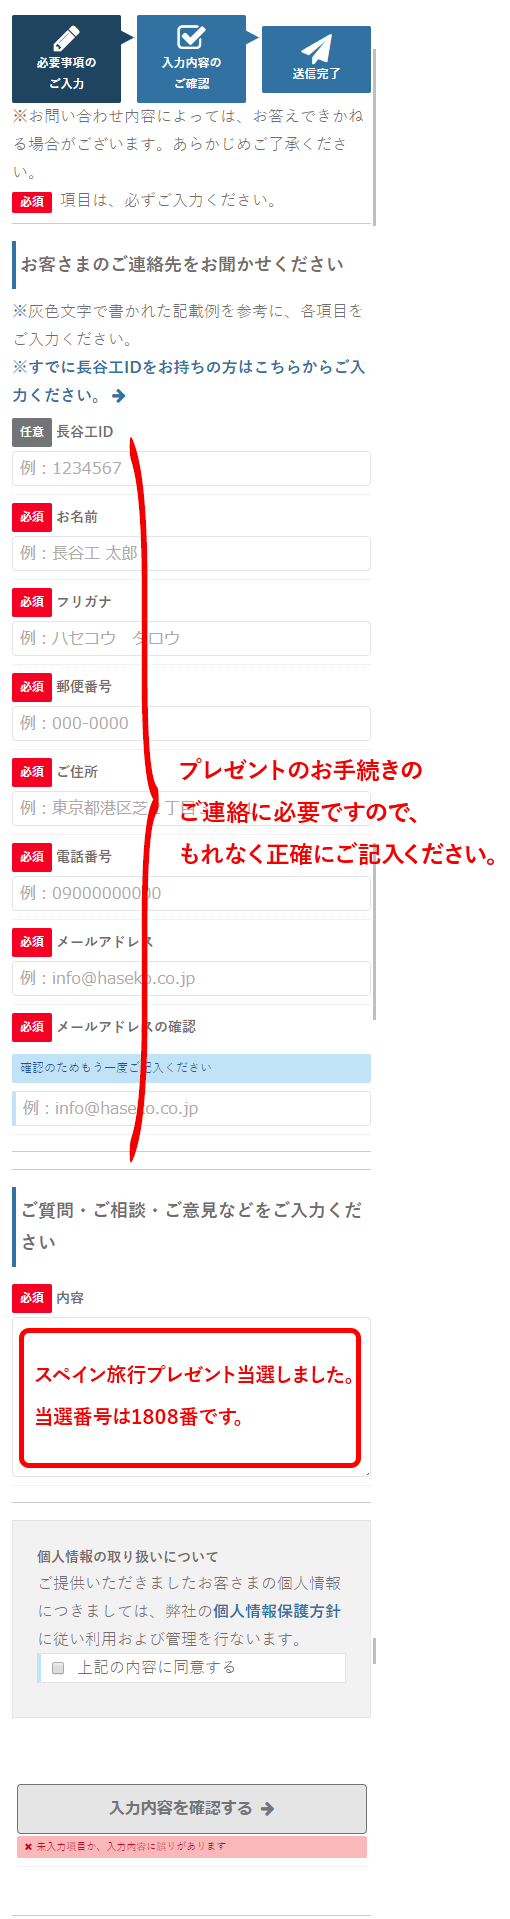 必要事項の
ご入力
入力内容の
ご確認
送信完了
※お問い合わせ内容によっては、お答えできかね
る場合がございます。あらかじめご了承くださ
い。
必須 項目は、必ずご入力ください。
お客さまのご連絡先をお聞かせください
※灰色文字で書かれた記載例を参考に、各項目を
ご入力ください。
※すでに長谷工IDをお持ちの方はこちらからご入
力ください。
任意 長谷工ID
例：1234567
必須 お名前
例：長谷工 太郎
必須 フリガナ
例：ハセコウ　タロウ
必須 郵便番号
例：000-0000
必須 ご住所
例：東京都港区芝
プレゼントのお手続きの
ご連絡に必要ですので、
もれなく正確にご記入ください。
必須 電話番号
例：09000000000
必須 メールアドレス
例：info@haseko.co.jp
必須 メールアドレスの確認
確認のためもう一度ご記入ください
例：info@haseko.co.jp
ご質問・ご相談・ご意見などをご入力くだ
さい
必須 内容
スペイン旅行プレゼント当選しました。
当選番号は1808番です。
個人情報の取り扱いについて
ご提供いただきましたお客さまの個人情報
につきましては、弊社の個人情報保護方針
に従い利用および管理を行ないます。
上記の内容に同意する
入力内容を確認する
未入力項目か、入力内容に誤りがあります